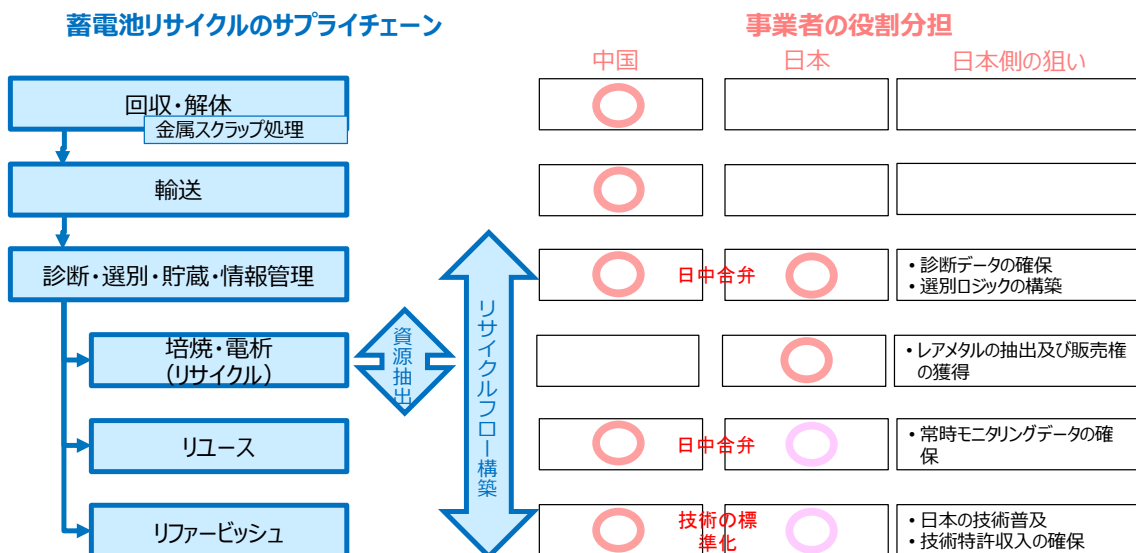 蓄電池リサイクルのサプライチェーン
事業者の役割分担
中国
日本
日本側の狙い
回収・解体
金属スクラップ処理
輸送
診断・選別・貯蔵・情報管理
日中合弁
• 診断データの確保
• 選別ロジックの構築
培焼・電析
(リサイクル)
資源抽出
リサイクルフロー構築
• レアメタルの抽出及び販売権
の獲得
リユース
日中合弁
• 常時モニタリングデータの確
保
リファービッシュ
技術の標
準化
• 日本の技術普及
• 技術特許収入の確保